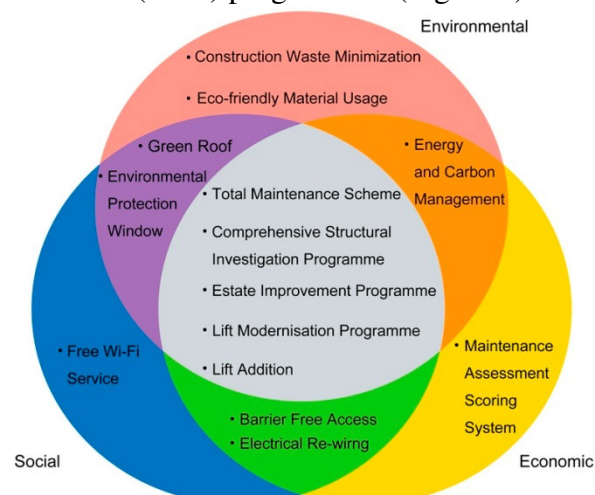 Environmental
• Construction Waste Minimization
• Eco-friendly Material Usage
• Green Roof
• Environmental
Protection
Window
• Energy
and Carbon
Management
• Total Maintenance Scheme
• Comprehensive Structural
Investigation Programme
• Estate Improvement Programme
• Lift Modernisation Programme
• Lift Addition
• Free Wi-Fi
Service
• Maintenance
Assessment
Scoring
System
• Barrier Free Access
• Electrical Re-wirng
Social
Economic